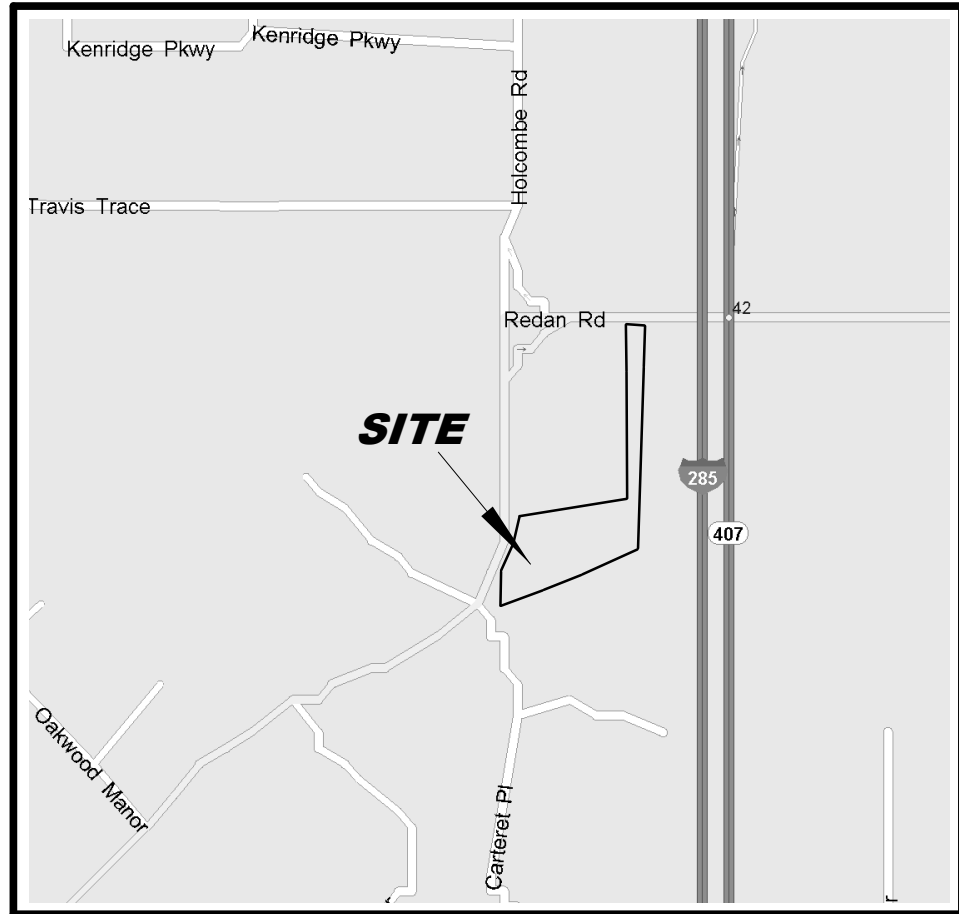 Kenridge Pkwy
Kenridge Pkwy
Holcombe Rd
Travis Trace
Redan Rd
42
SITE
285
407
Oakwood Manor
Carteret Pl